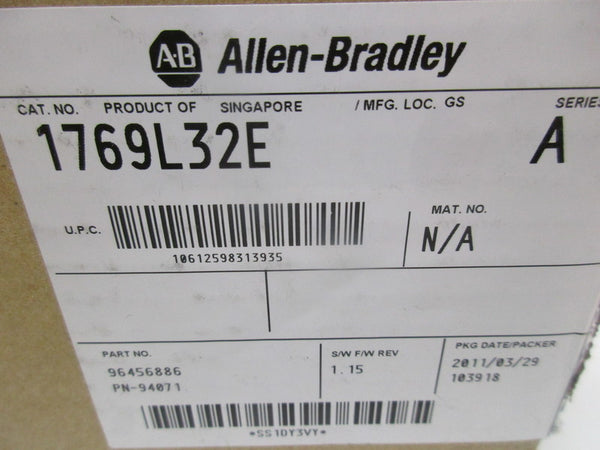 A·B Allen-Bradley
CAT. NO. PRODUCT OF SINGAPORE / MFG. LOC. GS SERIES
1769L32E A
U.P.C. MAT. NO.
10612598313935 N/A
PART NO. S/W F/W REV PKG DATE/PACKER
96456886 1.15 2011/03/29
PN-94071 103918
*SS1DY3VY*